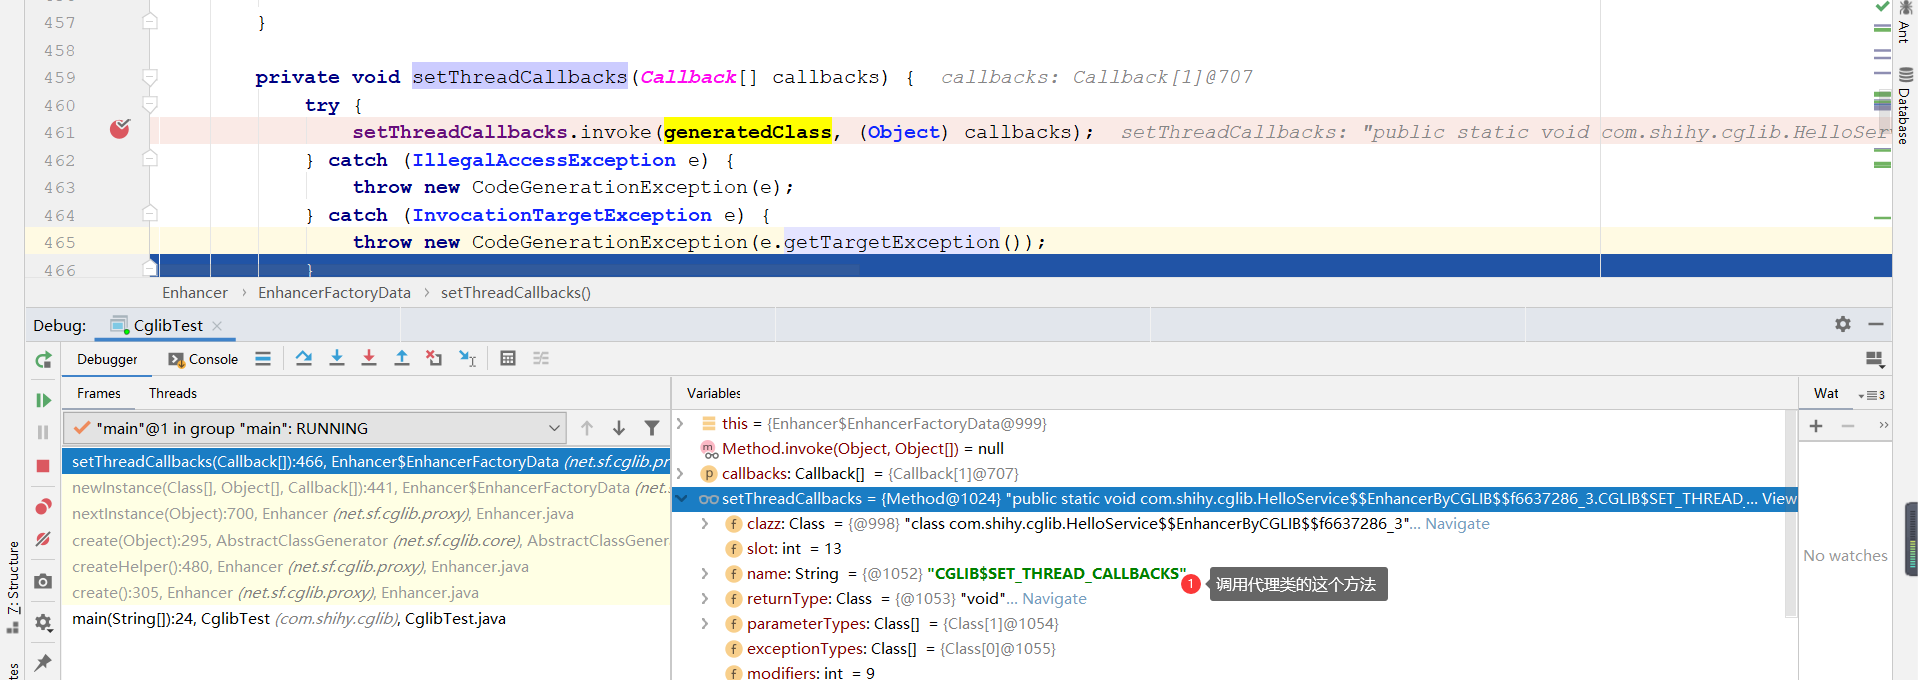 457 }
458
459 private void setThreadCallbacks(Callback[] callbacks) { callbacks: Callback[1]@707
460 try {
461 setThreadCallbacks.invoke(generatedClass, (Object) callbacks); setThreadCallbacks: "public static void com.shihy.cglib.HelloSer
462 } catch (IllegalAccessException e) {
463 throw new CodeGenerationException(e);
464 } catch (InvocationTargetException e) {
465 throw new CodeGenerationException(e.getTargetException());
466 }
Ant
Database
Enhancer › EnhancerFactoryData › setThreadCallbacks()
Debug: CglibTest ×
Debugger Console
Frames Threads
Variables
Wat
3
"main"@1 in group "main": RUNNING
setThreadCallbacks(Callback[]):466, Enhancer$EnhancerFactoryData (net.sf.cglib.pr
newInstance(Class[], Object[], Callback[]):441, Enhancer$EnhancerFactoryData (net.
nextInstance(Object):700, Enhancer (net.sf.cglib.proxy), Enhancer.java
create(Object):295, AbstractClassGenerator (net.sf.cglib.core), AbstractClassGener
createHelper():480, Enhancer (net.sf.cglib.proxy), Enhancer.java
create():305, Enhancer (net.sf.cglib.proxy), Enhancer.java
main(String[]):24, CglibTest (com.shihy.cglib), CglibTest.java
this = {Enhancer$EnhancerFactoryData@999}
Method.invoke(Object, Object[]) = null
callbacks: Callback[] = {Callback[1]@707}
setThreadCallbacks = {Method@1024} "public static void com.shihy.cglib.HelloService$$EnhancerByCGLIB$$f6637286_3.CGLIB$SET_THREAD_... View
clazz: Class = {@998} "class com.shihy.cglib.HelloService$$EnhancerByCGLIB$$f6637286_3"... Navigate
slot: int = 13
name: String = {@1052} "CGLIB$SET_THREAD_CALLBACKS"
1 调用代理类的这个方法
returnType: Class = {@1053} "void"... Navigate
parameterTypes: Class[] = {Class[1]@1054}
exceptionTypes: Class[] = {Class[0]@1055}
modifiers: int = 9
No watches
7: Structure
tes